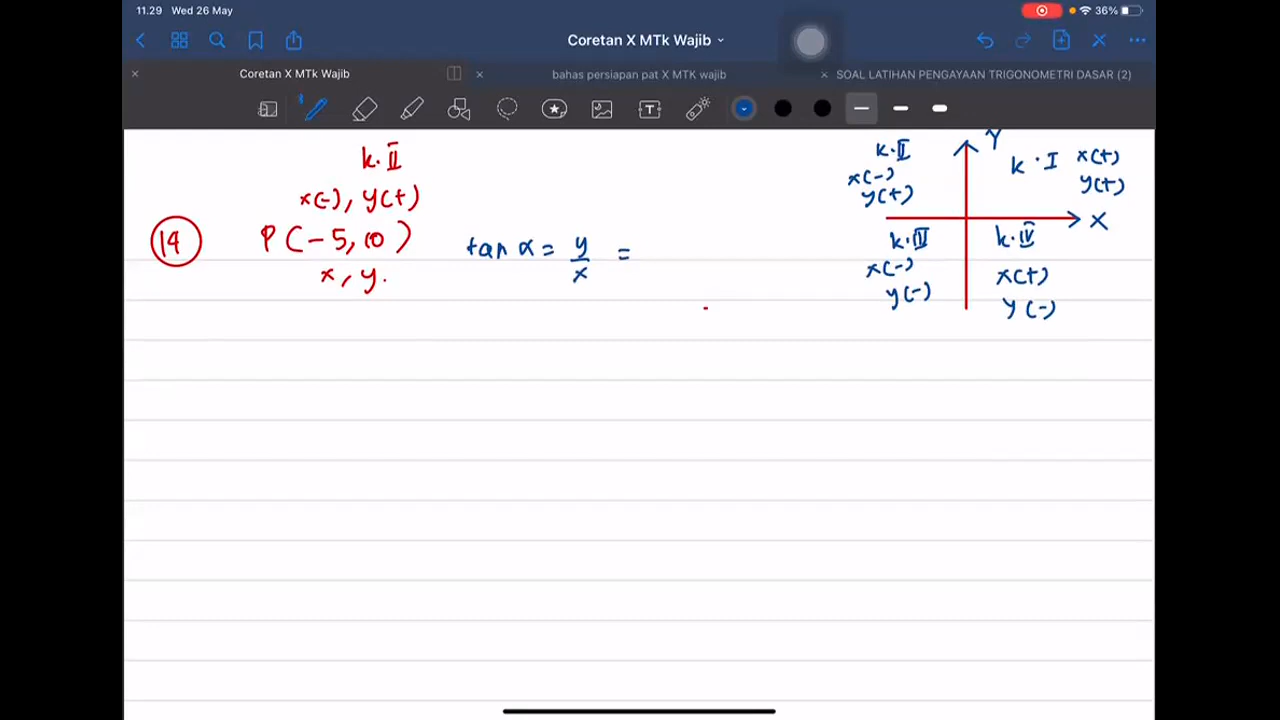 11.29 Wed 26 May
36%
Coretan X MTk Wajib
Coretan X MTk Wajib
bahas persiapan pat X MTK wajib
SOAL LATIHAN PENGAYAAN TRIGONOMETRI DASAR (2)
k. II
x(-), y(+)
19 P(-5, 10)
x, y.
tan α = y/x =
Y
k. II
x(-)
y(+)
k. I x(+)
y(+)
X
k. III
x(-)
y(-)
k. IV
x(+)
y(-)